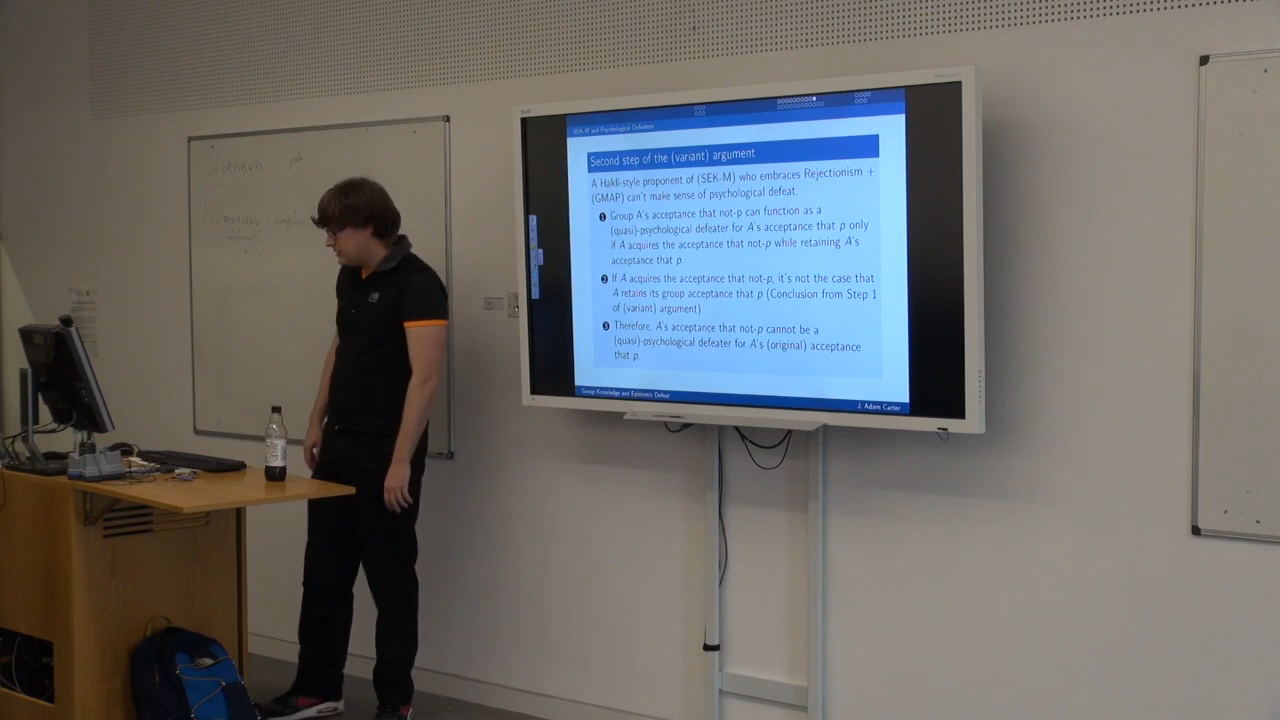 SEK-M and Psychological Defeaters
Second step of the (variant) argument
A Hakli-style proponent of (SEK-M) who embraces Rejectionism +
(GMAP) can't make sense of psychological defeat.
1 Group A's acceptance that not-p can function as a
(quasi)-psychological defeater for A's acceptance that p only
if A acquires the acceptance that not-p while retaining A's
acceptance that p.
2 If A acquires the acceptance that not-p, it's not the case that
A retains its group acceptance that p (Conclusion from Step 1
of (variant) argument)
3 Therefore, A's acceptance that not-p cannot be a
(quasi)-psychological defeater for A's (original) acceptance
that p.
Group Knowledge and Epistemic Defeat
J. Adam Carter